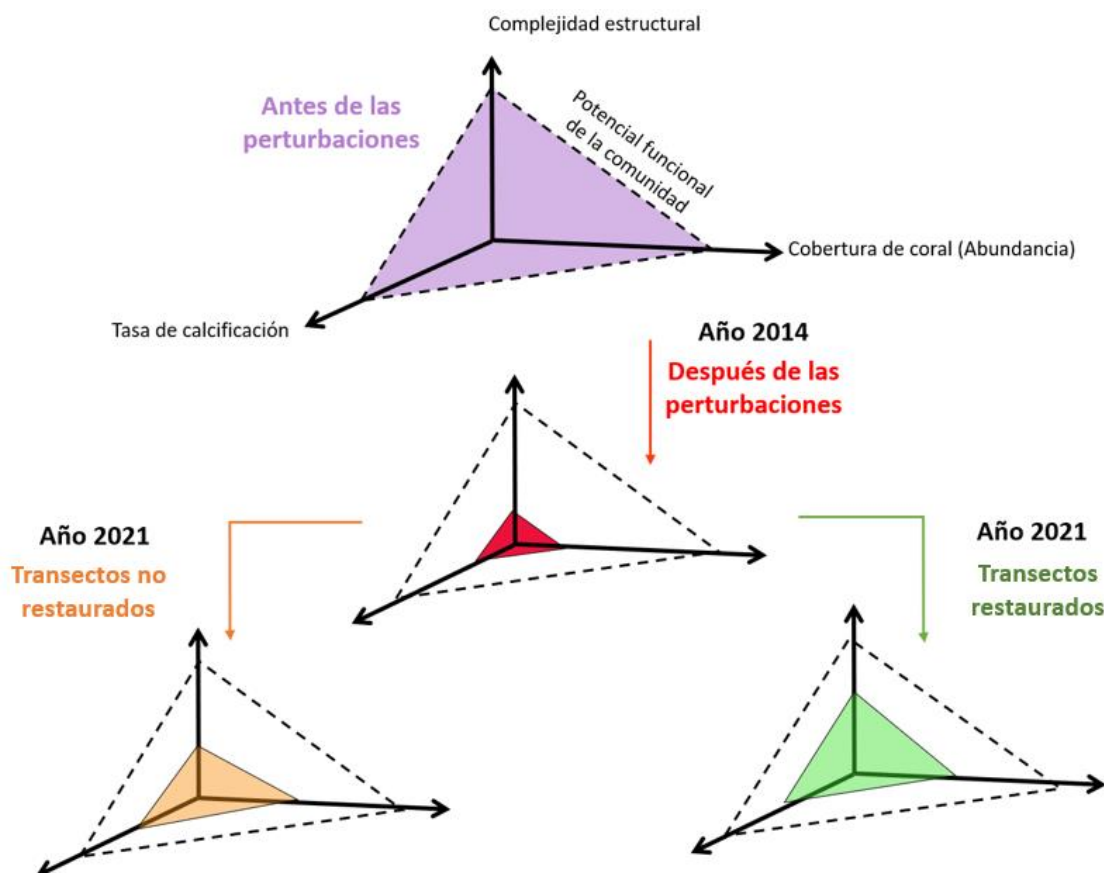 Complejidad estructural
Antes de las
perturbaciones
Potencial funcional
de la comunidad
Cobertura de coral (Abundancia)
Tasa de calcificación
Año 2014
Después de las
perturbaciones
Año 2021
Transectos no
restaurados
Año 2021
Transectos
restaurados